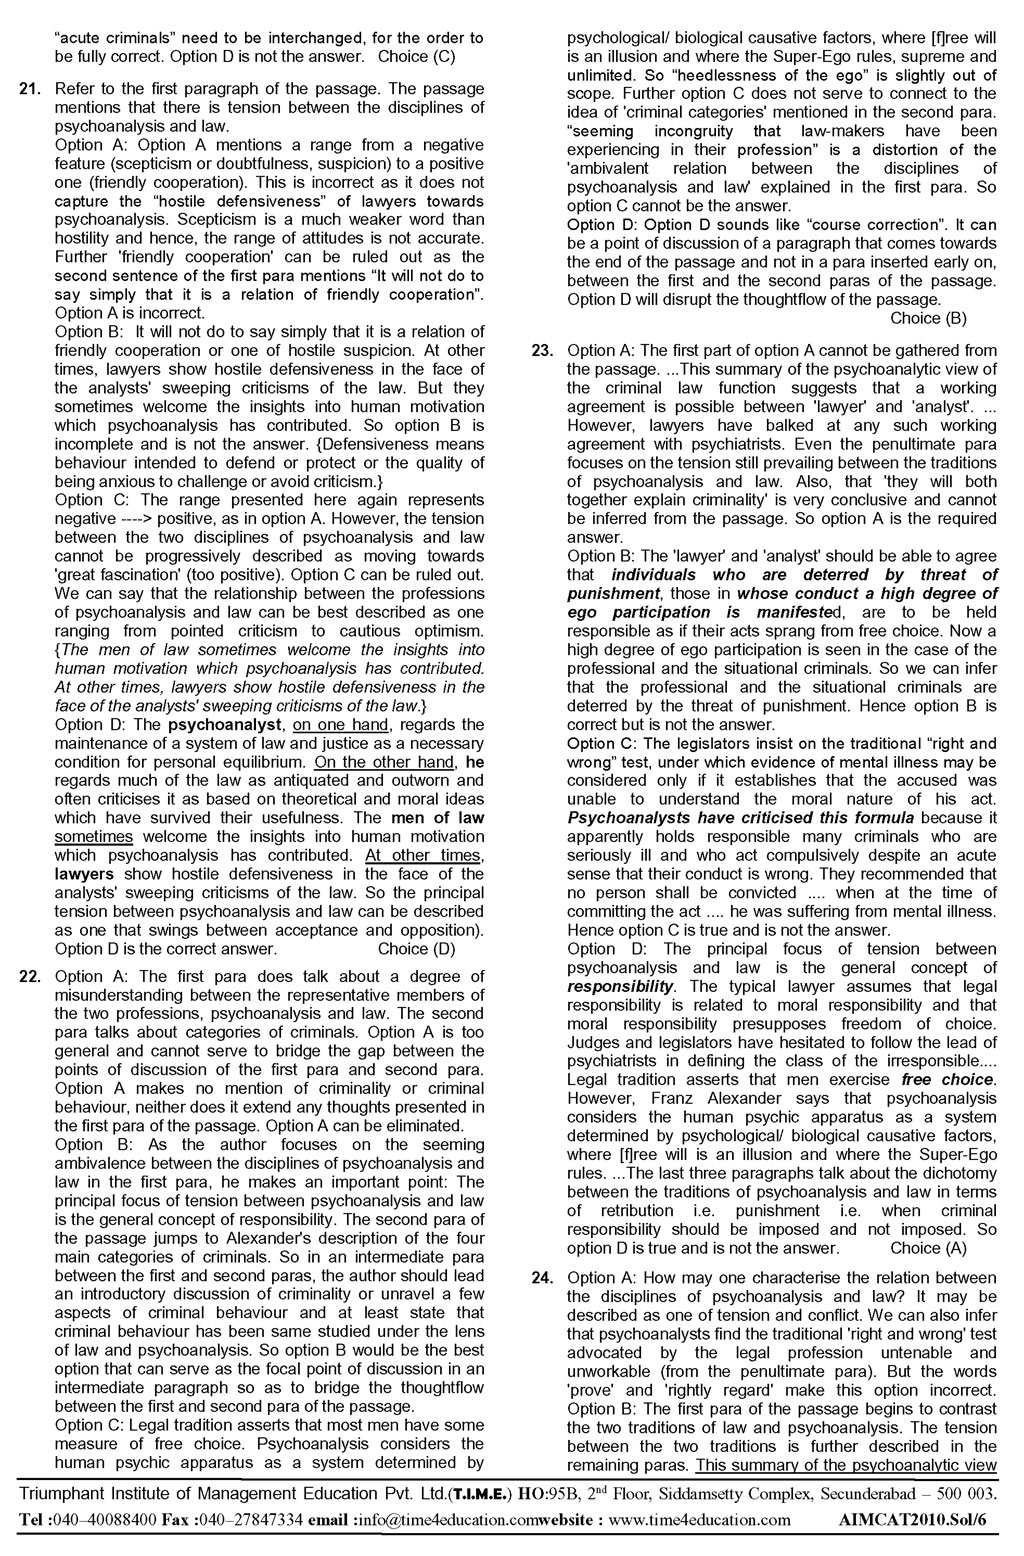 “acute criminals” need to be interchanged, for the order to
be fully correct. Option D is not the answer. Choice (C)
21. Refer to the first paragraph of the passage. The passage
mentions that there is tension between the disciplines of
psychoanalysis and law.
Option A: Option A mentions a range from a negative
feature (scepticism or doubtfulness, suspicion) to a positive
one (friendly cooperation). This is incorrect as it does not
capture the “hostile defensiveness” of lawyers towards
psychoanalysis. Scepticism is a much weaker word than
hostility and hence, the range of attitudes is not accurate.
Further 'friendly cooperation' can be ruled out as the
second sentence of the first para mentions “It will not do to
say simply that it is a relation of friendly cooperation”.
Option A is incorrect.
Option B: It will not do to say simply that it is a relation of
friendly cooperation or one of hostile suspicion. At other
times, lawyers show hostile defensiveness in the face of
the analysts' sweeping criticisms of the law. But they
sometimes welcome the insights into human motivation
which psychoanalysis has contributed. So option B is
incomplete and is not the answer. {Defensiveness means
behaviour intended to defend or protect or the quality of
being anxious to challenge or avoid criticism.}
Option C: The range presented here again represents
negative ----> positive, as in option A. However, the tension
between the two disciplines of psychoanalysis and law
cannot be progressively described as moving towards
'great fascination' (too positive). Option C can be ruled out.
We can say that the relationship between the professions
of psychoanalysis and law can be best described as one
ranging from pointed criticism to cautious optimism.
{The men of law sometimes welcome the insights into
human motivation which psychoanalysis has contributed.
At other times, lawyers show hostile defensiveness in the
face of the analysts' sweeping criticisms of the law.}
Option D: The psychoanalyst, on one hand, regards the
maintenance of a system of law and justice as a necessary
condition for personal equilibrium. On the other hand, he
regards much of the law as antiquated and outworn and
often criticises it as based on theoretical and moral ideas
which have survived their usefulness. The men of law
sometimes welcome the insights into human motivation
which psychoanalysis has contributed. At other times,
lawyers show hostile defensiveness in the face of the
analysts' sweeping criticisms of the law. So the principal
tension between psychoanalysis and law can be described
as one that swings between acceptance and opposition).
Option D is the correct answer. Choice (D)
22. Option A: The first para does talk about a degree of
misunderstanding between the representative members of
the two professions, psychoanalysis and law. The second
para talks about categories of criminals. Option A is too
general and cannot serve to bridge the gap between the
points of discussion of the first para and second para.
Option A makes no mention of criminality or criminal
behaviour, neither does it extend any thoughts presented in
the first para of the passage. Option A can be eliminated.
Option B: As the author focuses on the seeming
ambivalence between the disciplines of psychoanalysis and
law in the first para, he makes an important point: The
principal focus of tension between psychoanalysis and law
is the general concept of responsibility. The second para of
the passage jumps to Alexander's description of the four
main categories of criminals. So in an intermediate para
between the first and second paras, the author should lead
an introductory discussion of criminality or unravel a few
aspects of criminal behaviour and at least state that
criminal behaviour has been same studied under the lens
of law and psychoanalysis. So option B would be the best
option that can serve as the focal point of discussion in an
intermediate paragraph so as to bridge the thoughtflow
between the first and second para of the passage.
Option C: Legal tradition asserts that most men have some
measure of free choice. Psychoanalysis considers the
human psychic apparatus as a system determined by
psychological/ biological causative factors, where [f]ree will
is an illusion and where the Super-Ego rules, supreme and
unlimited. So “heedlessness of the ego” is slightly out of
scope. Further option C does not serve to connect to the
idea of 'criminal categories' mentioned in the second para.
“seeming incongruity that law-makers have been
experiencing in their profession” is a distortion of the
'ambivalent relation between the disciplines of
psychoanalysis and law' explained in the first para. So
option C cannot be the answer.
Option D: Option D sounds like “course correction”. It can
be a point of discussion of a paragraph that comes towards
the end of the passage and not in a para inserted early on,
between the first and the second paras of the passage.
Option D will disrupt the thoughtflow of the passage.
Choice (B)
23. Option A: The first part of option A cannot be gathered from
the passage. ...This summary of the psychoanalytic view of
the criminal law function suggests that a working
agreement is possible between 'lawyer' and 'analyst'. ...
However, lawyers have balked at any such working
agreement with psychiatrists. Even the penultimate para
focuses on the tension still prevailing between the traditions
of psychoanalysis and law. Also, that 'they will both
together explain criminality' is very conclusive and cannot
be inferred from the passage. So option A is the required
answer.
Option B: The 'lawyer' and 'analyst' should be able to agree
that individuals who are deterred by threat of
punishment, those in whose conduct a high degree of
ego participation is manifested, are to be held
responsible as if their acts sprang from free choice. Now a
high degree of ego participation is seen in the case of the
professional and the situational criminals. So we can infer
that the professional and the situational criminals are
deterred by the threat of punishment. Hence option B is
correct but is not the answer.
Option C: The legislators insist on the traditional “right and
wrong” test, under which evidence of mental illness may be
considered only if it establishes that the accused was
unable to understand the moral nature of his act.
Psychoanalysts have criticised this formula because it
apparently holds responsible many criminals who are
seriously ill and who act compulsively despite an acute
sense that their conduct is wrong. They recommended that
no person shall be convicted .... when at the time of
committing the act .... he was suffering from mental illness.
Hence option C is true and is not the answer.
Option D: The principal focus of tension between
psychoanalysis and law is the general concept of
responsibility. The typical lawyer assumes that legal
responsibility is related to moral responsibility and that
moral responsibility presupposes freedom of choice.
Judges and legislators have hesitated to follow the lead of
psychiatrists in defining the class of the irresponsible....
Legal tradition asserts that men exercise free choice.
However, Franz Alexander says that psychoanalysis
considers the human psychic apparatus as a system
determined by psychological/ biological causative factors,
where [f]ree will is an illusion and where the Super-Ego
rules. ...The last three paragraphs talk about the dichotomy
between the traditions of psychoanalysis and law in terms
of retribution i.e. punishment i.e. when criminal
responsibility should be imposed and not imposed. So
option D is true and is not the answer. Choice (A)
24. Option A: How may one characterise the relation between
the disciplines of psychoanalysis and law? It may be
described as one of tension and conflict. We can also infer
that psychoanalysts find the traditional 'right and wrong' test
advocated by the legal profession untenable and
unworkable (from the penultimate para). But the words
'prove' and 'rightly regard' make this option incorrect.
Option B: The first para of the passage begins to contrast
the two traditions of law and psychoanalysis. The tension
between the two traditions is further described in the
remaining paras. This summary of the psychoanalytic view
Triumphant Institute of Management Education Pvt. Ltd.(T.I.M.E.) HO:95B, 2nd Floor, Siddamsetty Complex, Secunderabad – 500 003.
Tel :040–40088400 Fax :040–27847334 email :info@time4education.comwebsite : www.time4education.com AIMCAT2010.Sol/6